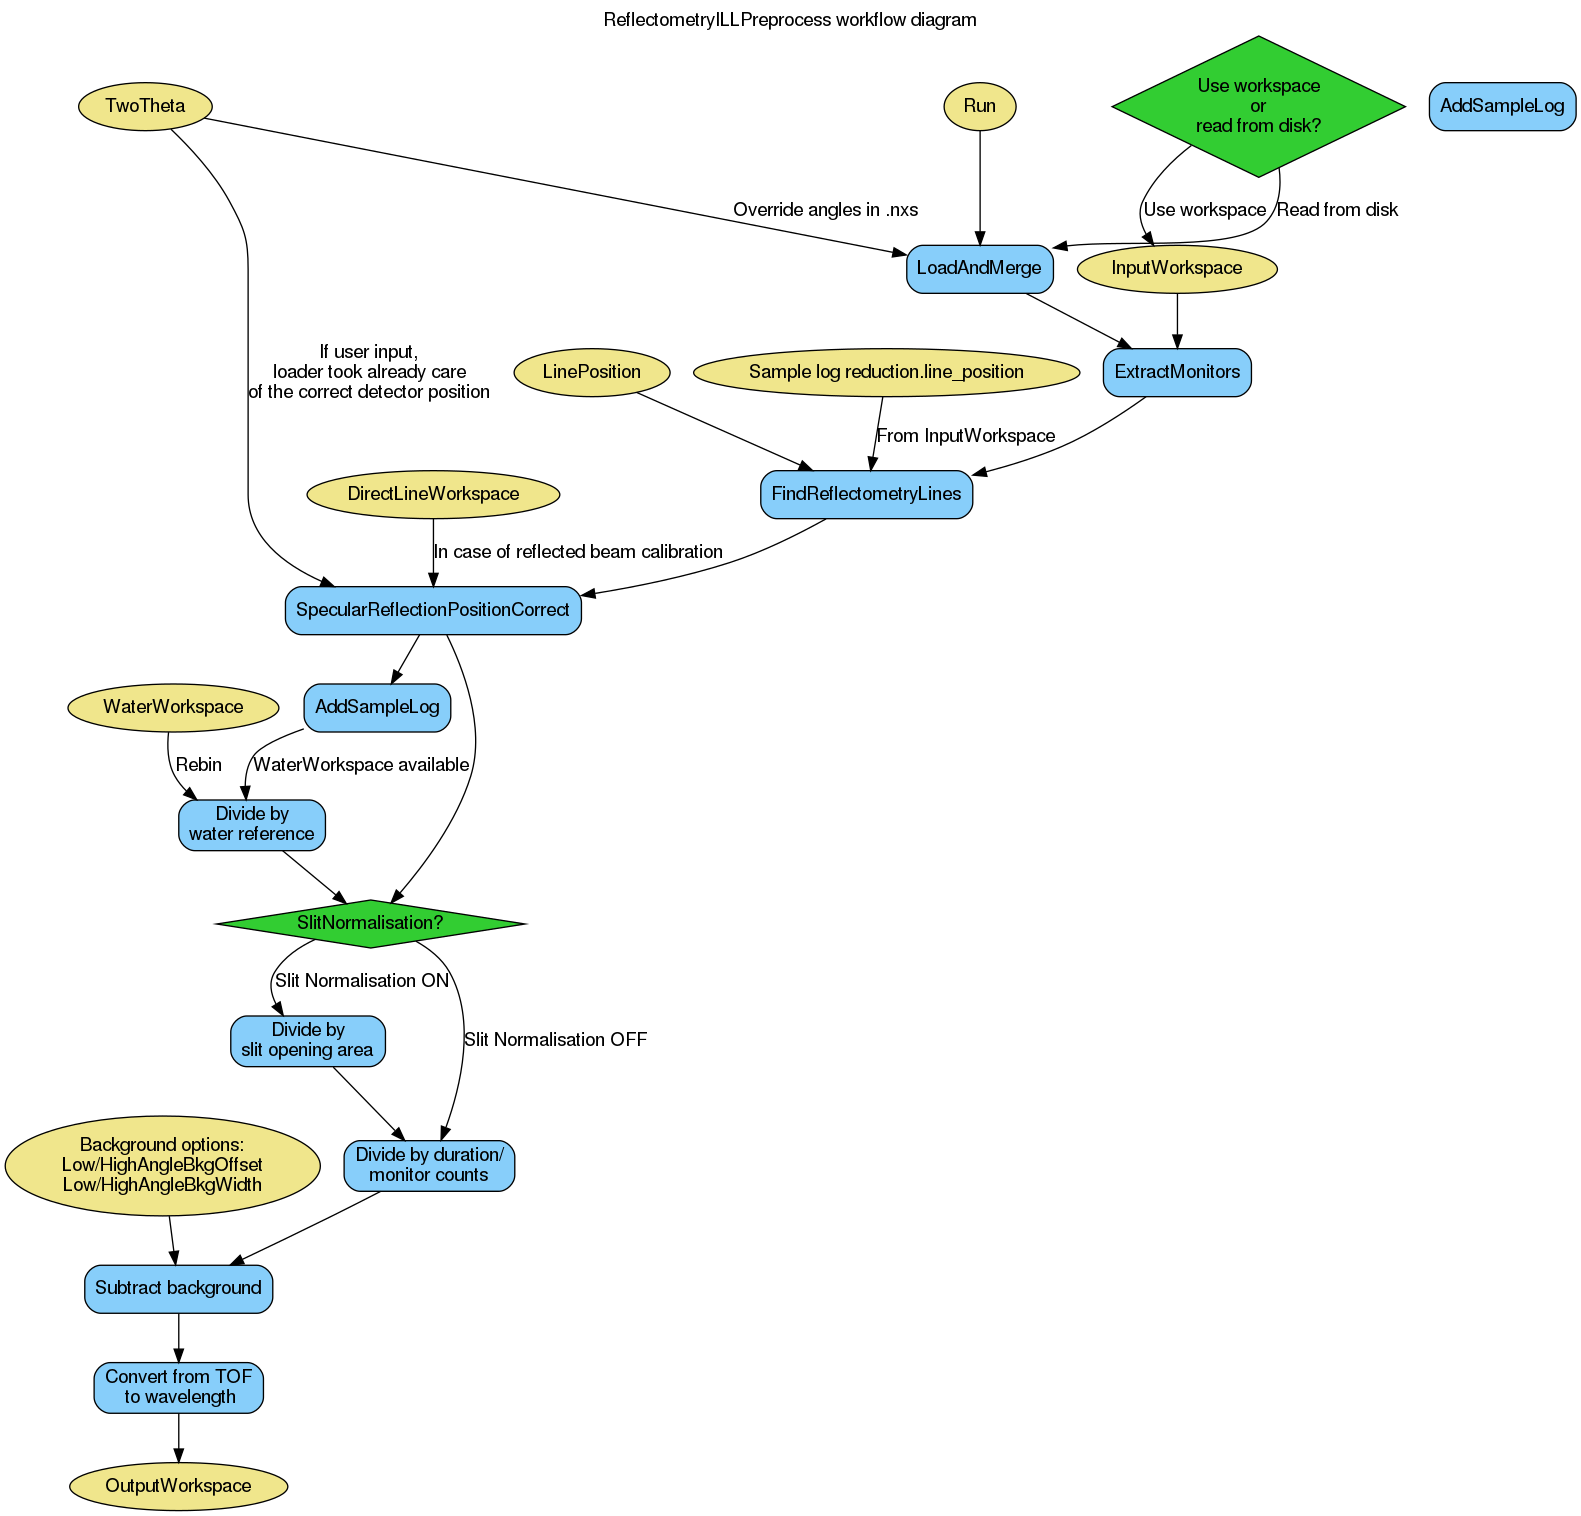 ReflectometryILLPreprocess workflow diagram
TwoTheta
Run
Use workspace
or
read from disk?
AddSampleLog
Override angles in .nxs
Use workspace
Read from disk
LoadAndMerge
InputWorkspace
If user input,
loader took already care
of the correct detector position
LinePosition
Sample log reduction.line_position
ExtractMonitors
From InputWorkspace
DirectLineWorkspace
FindReflectometryLines
In case of reflected beam calibration
SpecularReflectionPositionCorrect
WaterWorkspace
AddSampleLog
Rebin
WaterWorkspace available
Divide by
water reference
SlitNormalisation?
Slit Normalisation ON
Divide by
slit opening area
Slit Normalisation OFF
Background options:
Low/HighAngleBkgOffset
Low/HighAngleBkgWidth
Divide by duration/
monitor counts
Subtract background
Convert from TOF
to wavelength
OutputWorkspace